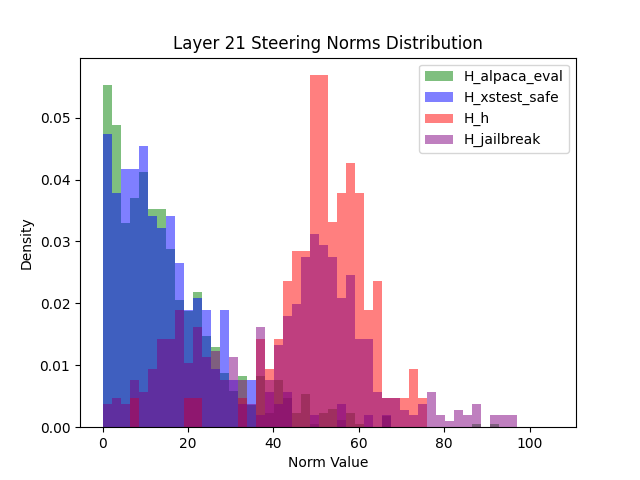 Layer 21 Steering Norms Distribution
H_alpaca_eval
H_xstest_safe
H_h
H_jailbreak
Density
0.05
0.04
0.03
0.02
0.01
0.00
0 20 40 60 80 100
Norm Value